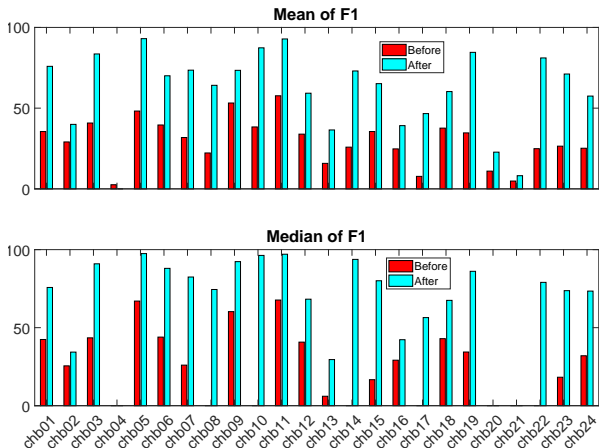 Mean of F1
100
50
0
Before
After
Median of F1
100
50
0
Before
After
chb01
chb02
chb03
chb04
chb05
chb06
chb07
chb08
chb09
chb10
chb11
chb12
chb13
chb14
chb15
chb16
chb17
chb18
chb19
chb20
chb21
chb22
chb23
chb24